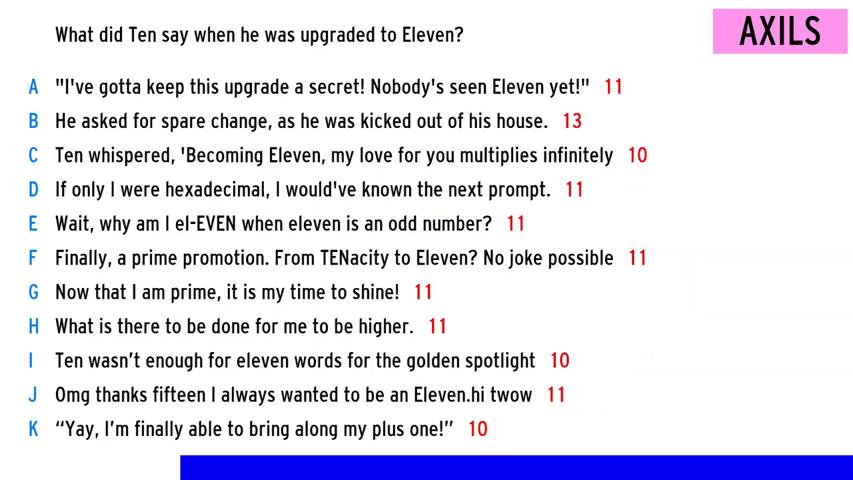 What did Ten say when he was upgraded to Eleven?
AXILS
A "I've gotta keep this upgrade a secret! Nobody's seen Eleven yet!" 11
B He asked for spare change, as he was kicked out of his house. 13
C Ten whispered, 'Becoming Eleven, my love for you multiplies infinitely 10
D If only I were hexadecimal, I would've known the next prompt. 11
E Wait, why am I el-EVEN when eleven is an odd number? 11
F Finally, a prime promotion. From TENacity to Eleven? No joke possible 11
G Now that I am prime, it is my time to shine! 11
H What is there to be done for me to be higher. 11
I Ten wasn’t enough for eleven words for the golden spotlight 10
J Omg thanks fifteen I always wanted to be an Eleven.hi twow 11
K “Yay, I’m finally able to bring along my plus one!” 10